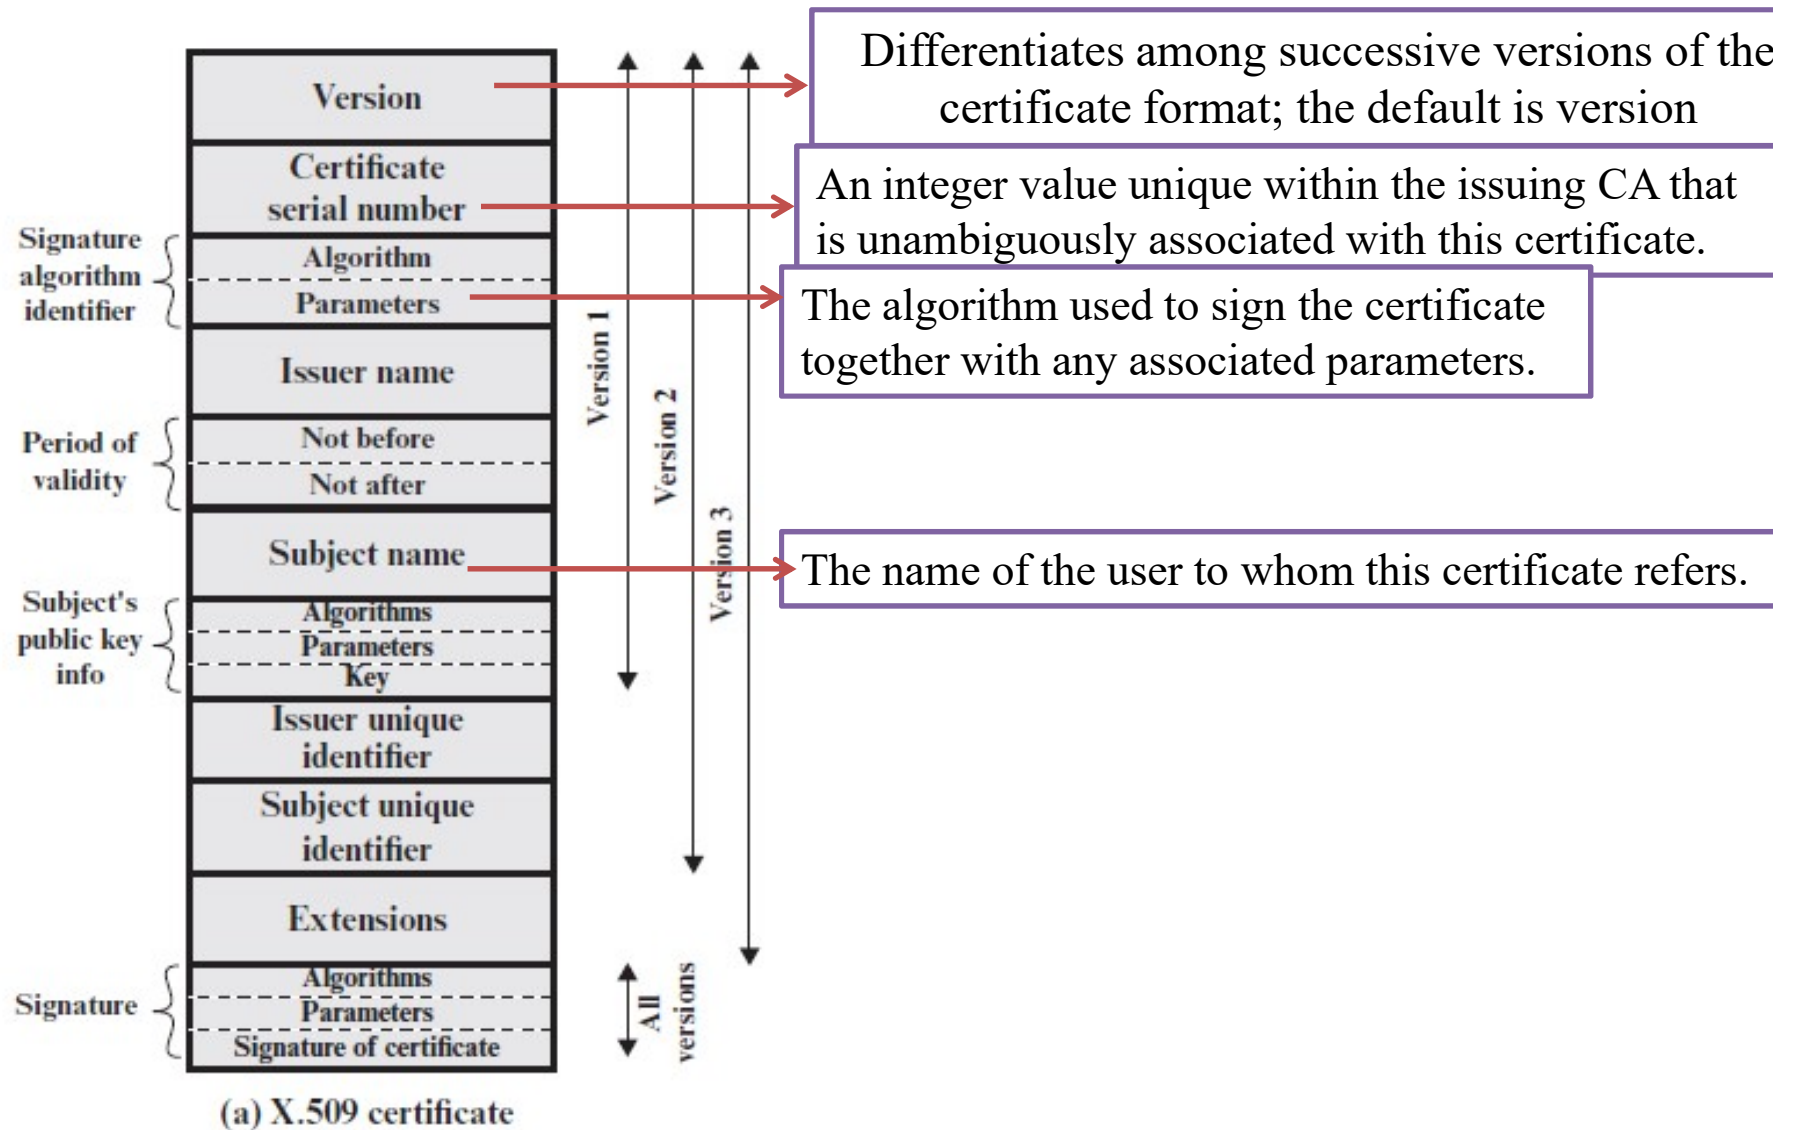 Version
Differentiates among successive versions of the
certificate format; the default is version
Certificate
serial number
An integer value unique within the issuing CA that
is unambiguously associated with this certificate.
Signature
algorithm
identifier
Algorithm
Parameters
The algorithm used to sign the certificate
together with any associated parameters.
Issuer name
Period of
validity
Not before
Not after
Subject name
The name of the user to whom this certificate refers.
Subject's
public key
info
Algorithms
Parameters
Key
Issuer unique
identifier
Subject unique
identifier
Extensions
Signature
Algorithms
Parameters
Signature of certificate
Version 1
Version 2
Version 3
All
versions
(a) X.509 certificate